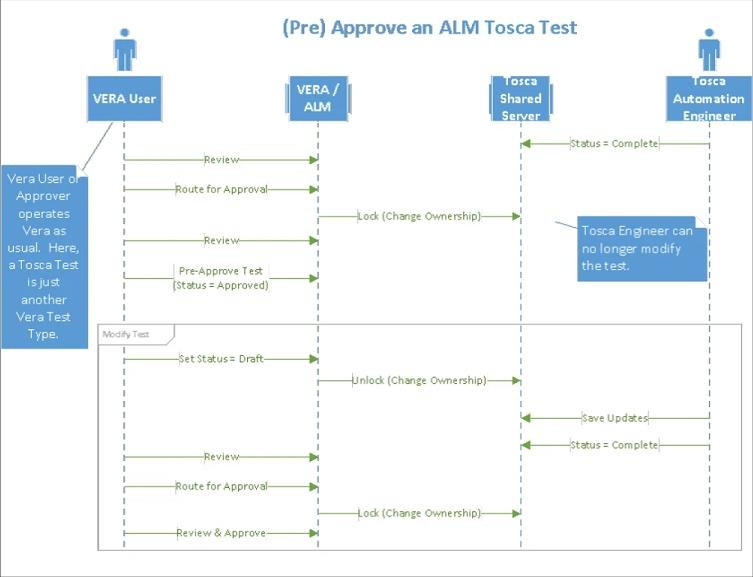 (Pre) Approve an ALM Tosca Test
VERA User
VERA /
ALM
Tosca
Shared
Server
Tosca
Automation
Engineer
Status = Complete
Review
Vera User or
Approver
operates
Vera as
usual. Here,
a Tosca Test
is just
another
Vera Test
Type.
Route for Approval
Lock (Change Ownership)
Tosca Engineer can
no longer modify
the test.
Review
Pre-Approve Test
(Status = Approved)
Modify Test
Set Status = Draft
Unlock (Change Ownership)
Save Updates
Status = Complete
Review
Route for Approval
Lock (Change Ownership)
Review & Approve